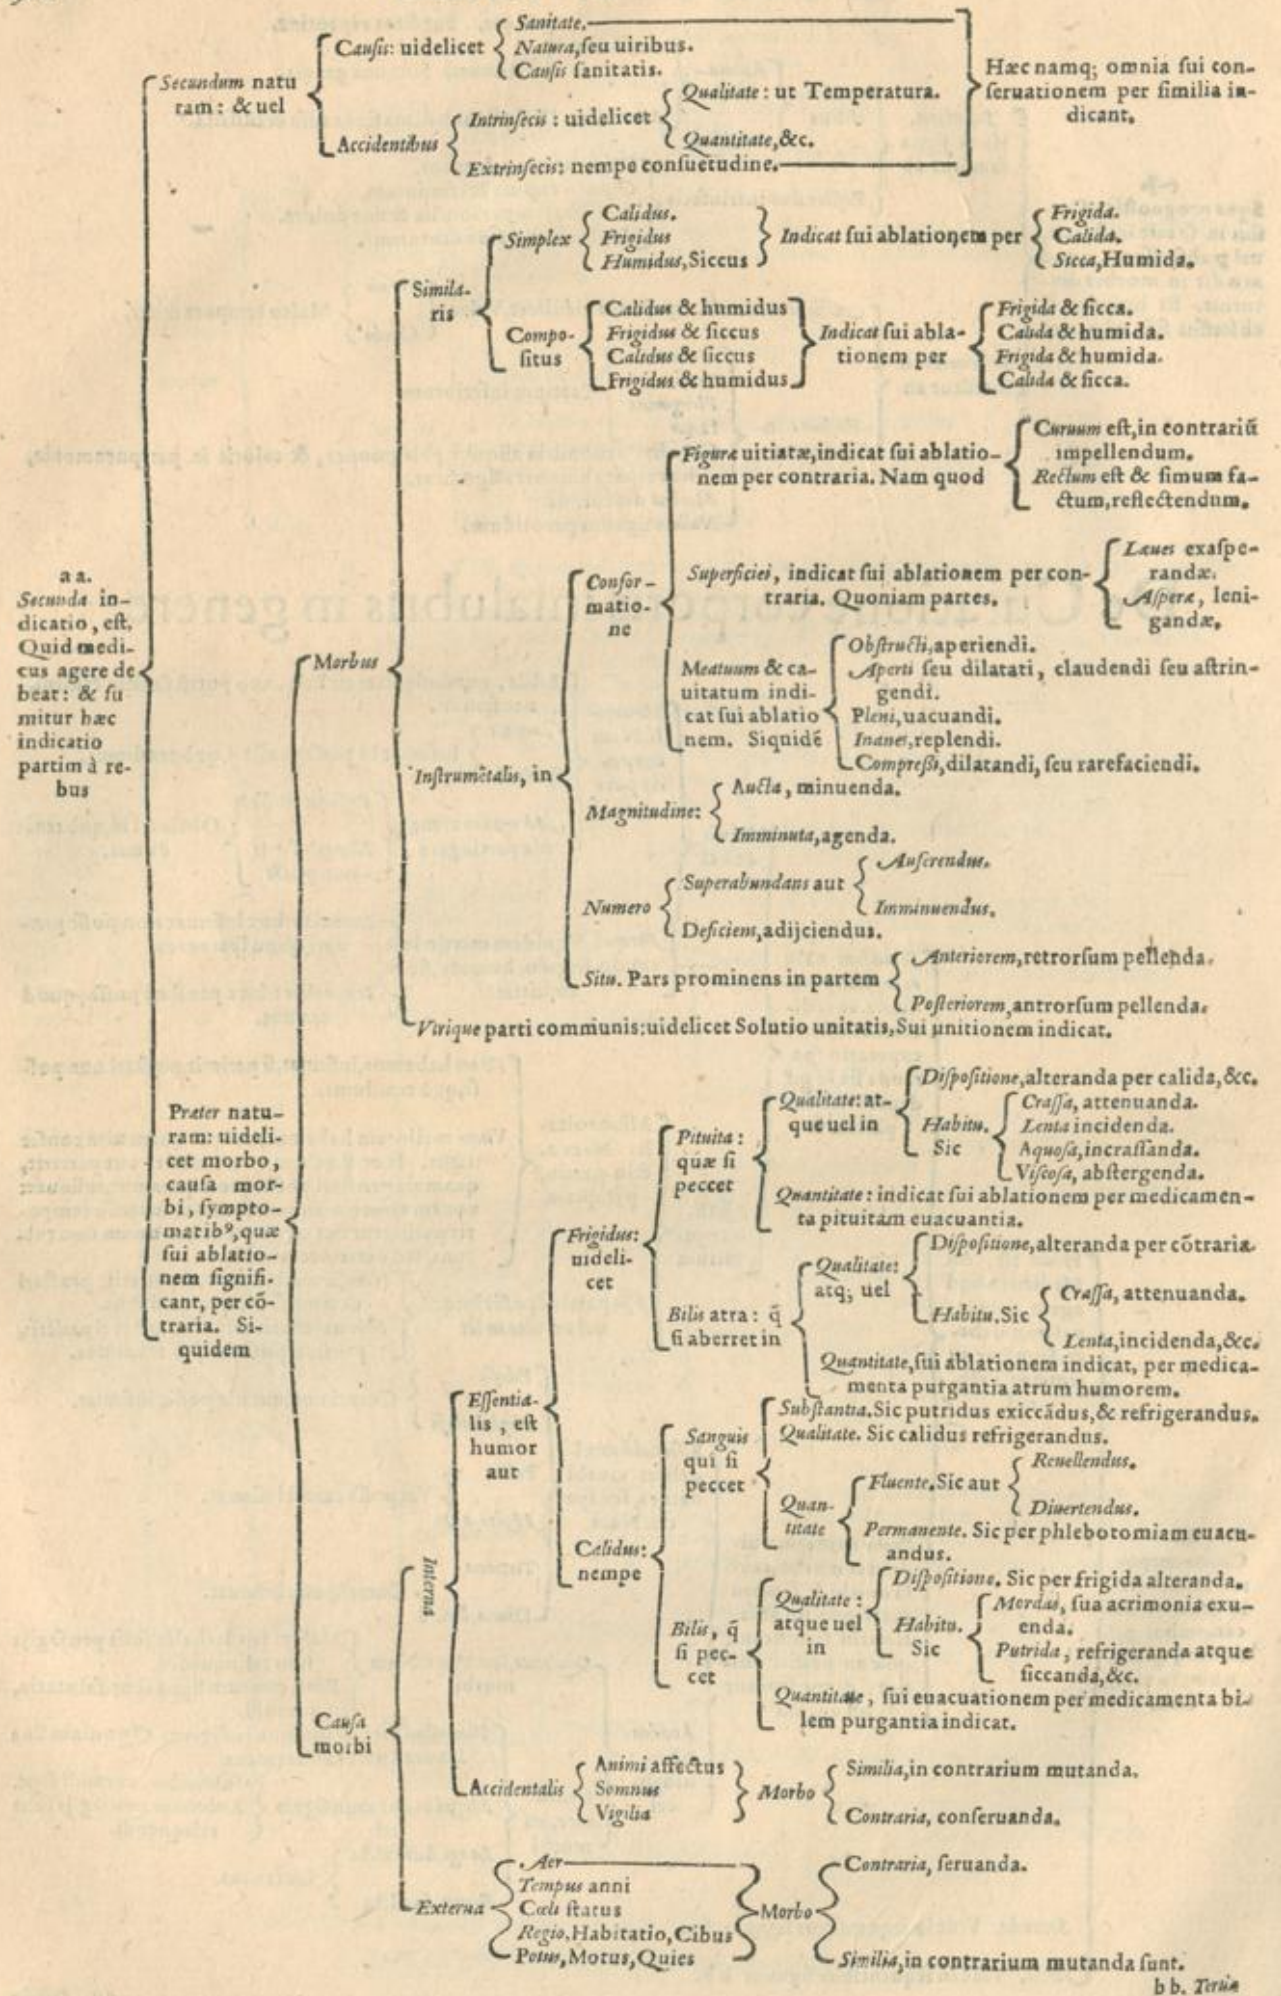 aa.
Secunda in-
dicatio, est,
Quid medi-
cus agere de
beat: & su
mitur hæc
indicatio
partim à re-
bus
Secundum natu
ram: & uel
Causis: uidelicet
Sanitate.
Natura, seu uiribus.
Causis sanitatis.
Accidentibus
Intrinsecis: uidelicet
Qualitate: ut Temperatura.
Quantitate, &c.
Extrinsecis: nempe consuetudine.
Hæc namq; omnia sui con-
seruationem per similia in-
dicant.
Præter natu-
ram: uideli-
cet morbo,
causa mor-
bi, sympto-
matibꝰ, quæ
sui ablatio-
nem signifi-
cant, per cõ-
traria. Si-
quidem
Morbus
Simila-
ris
Simplex
Calidus.
Frigidus
Humidus, Siccus
Indicat sui ablationem per
Frigida.
Calida.
Sicca, Humida.
Compo-
situs
Calidus & humidus
Frigidus & siccus
Calidus & siccus
Frigidus & humidus
Indicat sui abla-
tionem per
Frigida & sicca.
Calida & humida.
Frigida & humida.
Calida & sicca.
Instrumẽtalis, in
Confor-
matio-
ne
Figuræ uitiatæ, indicat sui ablatio-
nem per contraria. Nam quod
Curuum est, in contrariũ
impellendum.
Rectum est & simum fa-
ctum, reflectendum.
Superficiei, indicat sui ablationem per con-
traria. Quoniam partes.
Læues exaspe-
randæ.
Asperæ, leni-
gandæ.
Meatuum & ca-
uitatum indi-
cat sui ablatio
nem. Siquidẽ
Obstructi, aperiendi.
Aperti seu dilatati, claudendi seu astrin-
gendi.
Pleni, uacuandi.
Inanes, replendi.
Compressi, dilatandi, seu rarefaciendi.
Magnitudine:
Aucta, minuenda.
Imminuta, agenda.
Numero
Superabundans aut
Auferendus.
Imminuendus.
Deficiens, adijciendus.
Situ. Pars prominens in partem
Anteriorem, retrorsum pellenda.
Posteriorem, antrorsum pellenda.
Vtrique parti communis: uidelicet Solutio unitatis, Sui unitionem indicat.
Causa
morbi
Interna
Essentia-
lis, est
humor
aut
Frigidus:
uideli-
cet
Pituita:
quæ si
peccet
Qualitate: at-
que uel in
Dispositione, alteranda per calida, &c.
Habitu.
Sic
Crassa, attenuanda.
Lenta incidenda.
Aquosa, incrassanda.
Viscosa, abstergenda.
Quantitate: indicat sui ablationem per medicamen-
ta pituitam euacuantia.
Bilis atra: q̃
si aberret in
Qualitate:
atq; uel
Dispositione, alteranda per cõtraria.
Habitu. Sic
Crassa, attenuanda.
Lenta, incidenda, &c.
Quantitate, sui ablationem indicat, per medica-
menta purgantia atrum humorem.
Calidus:
nempe
Sanguis
qui si
peccet
Substantia. Sic putridus exiccãdus, & refrigerandus.
Qualitate. Sic calidus refrigerandus.
Quan-
titate
Fluente. Sic aut
Reuellendus.
Diuertendus.
Permanente. Sic per phlebotomiam euacu-
andus.
Bilis, q̃
si pec-
cet
Qualitate:
atque uel
in
Dispositione. Sic per frigida alteranda.
Habitu.
Sic
Mordax, sua acrimonia exu-
enda.
Putrida, refrigeranda atque
siccanda, &c.
Quantitate, sui euacuationem per medicamenta bi-
lem purgantia indicat.
Accidentalis
Animi affectus
Somnus
Vigilia
Morbo
Similia, in contrarium mutanda.
Contraria, conseruanda.
Externa
Aer
Tempus anni
Cœli status
Regio, Habitatio, Cibus
Potus, Motus, Quies
Morbo
Contraria, seruanda.
Similia, in contrarium mutanda sunt.
bb. Tertia